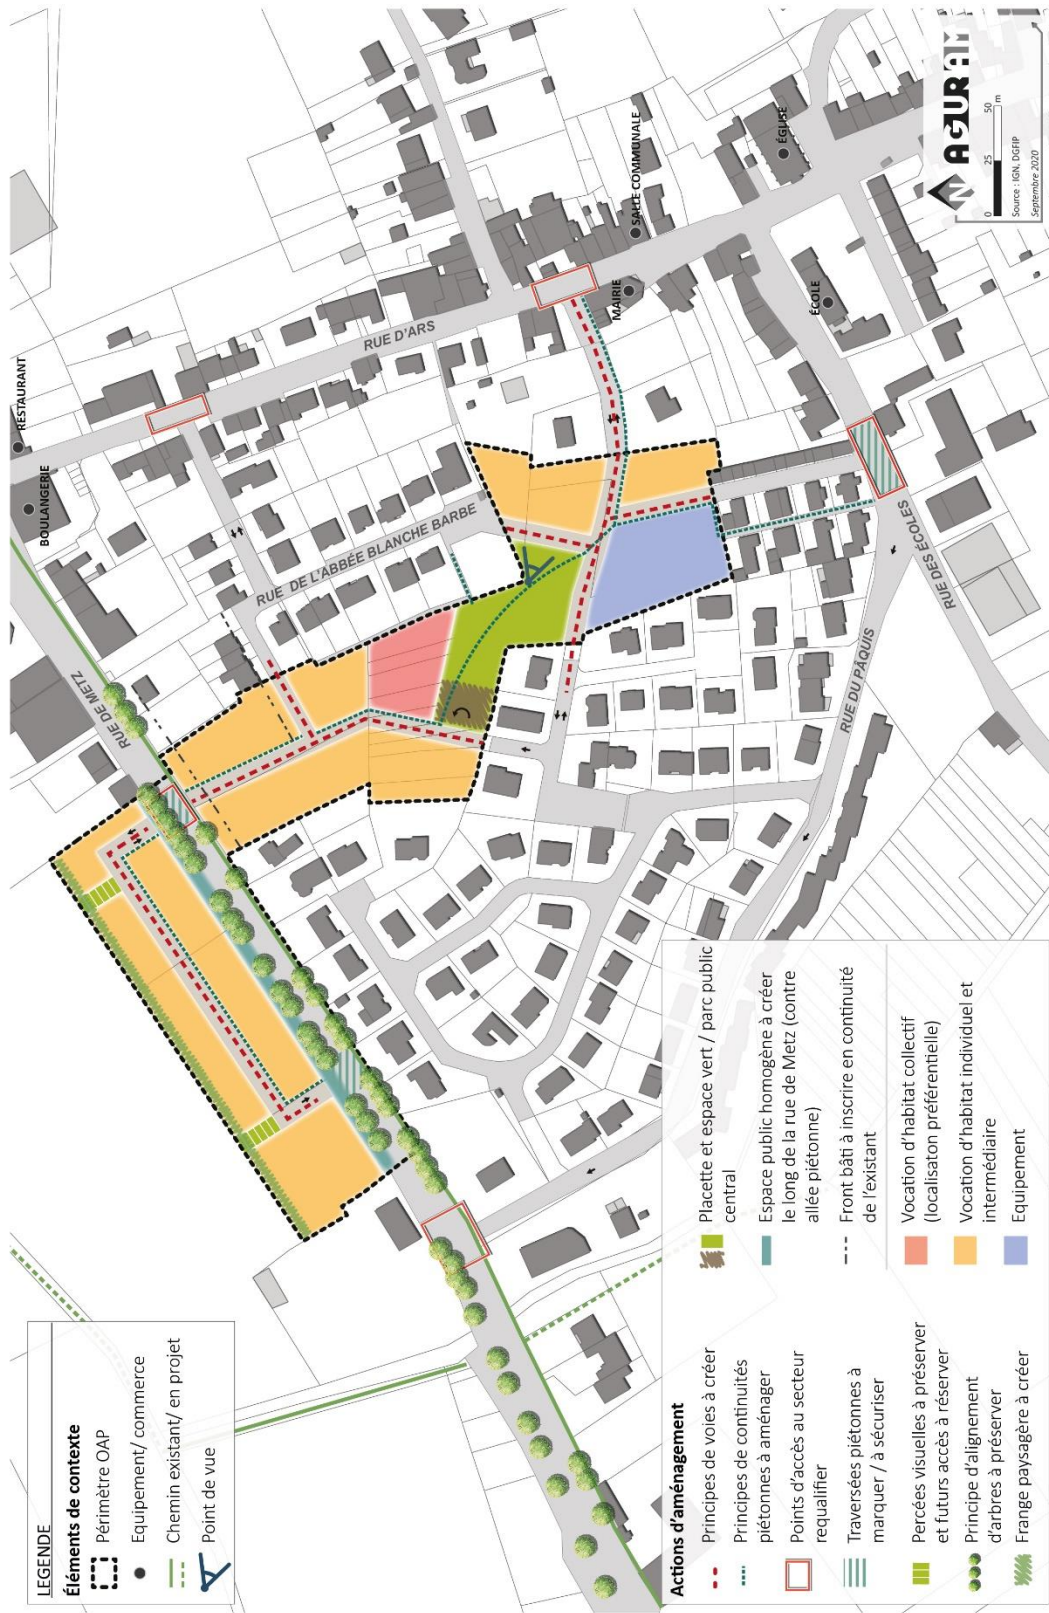 LEGENDE
Éléments de contexte
Périmètre OAP
Equipement/ commerce
Chemin existant/ en projet
Point de vue
Actions d'aménagement
Principes de voies à créer
Principes de continuités
piétonnes à aménager
Points d'accès au secteur
requalifier
Traversées piétonnes à
marquer / à sécuriser
Percées visuelles à préserver
et futurs accès à réserver
Principe d'alignement
d'arbres à préserver
Frange paysagère à créer
Placette et espace vert / parc public
central
Espace public homogène à créer
le long de la rue de Metz (contre
allée piétonne)
Front bâti à inscrire en continuité
de l'existant
Vocation d'habitat collectif
(localisaton préférentielle)
Vocation d'habitat individuel et
intermédiaire
Equipement
RUE DE METZ
BOULANGERIE
RESTAURANT
RUE D'ARS
RUE DE L'ABBÉE BLANCHE BARBE
SALLE COMMUNALE
MAIRIE
ÉGLISE
ÉCOLE
RUE DES ÉCOLES
RUE DU PÂQUIS
N
AGURAM
0 25 50 m
Source : IGN, DGFIP
Septembre 2020